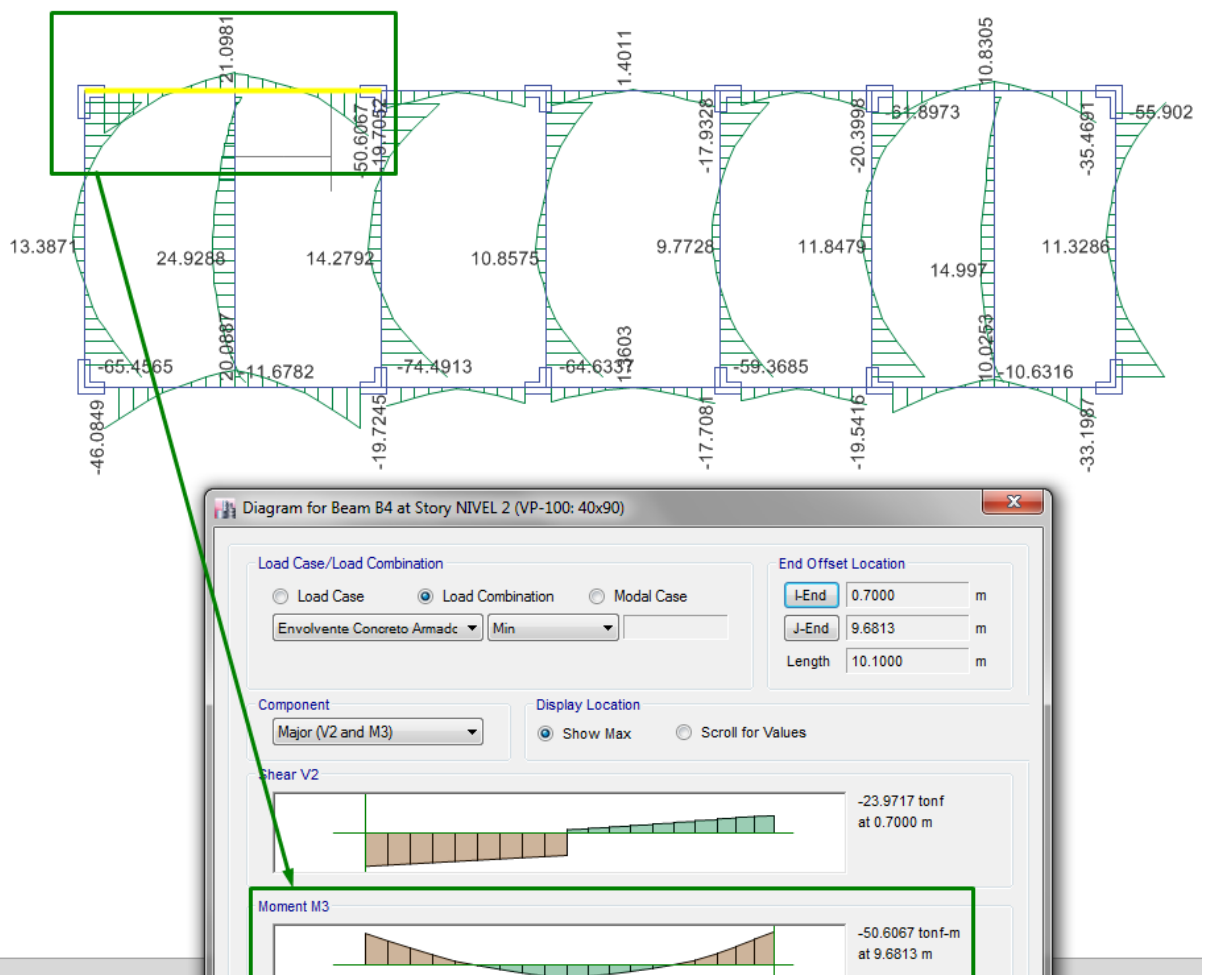 21.0981
1.4011
10.8305
-50.6067
-19.7052
-17.9328
-20.3998
-61.8973
-35.4691
-55.902
13.3871
24.9288
14.2792
10.8575
9.7728
11.8479
14.997
11.3286
-65.4565
20.0887
-11.6782
-74.4913
-64.6337
1.3603
-59.3685
10.0253
-10.6316
-46.0849
-19.7245
-17.7081
-19.5416
-33.1987
Diagram for Beam B4 at Story NIVEL 2 (VP-100: 40x90)
Load Case/Load Combination
Load Case Load Combination Modal Case
Envolvente Concreto Armadc Min
End Offset Location
I-End 0.7000 m
J-End 9.6813 m
Length 10.1000 m
Component
Major (V2 and M3)
Display Location
Show Max Scroll for Values
Shear V2
-23.9717 tonf
at 0.7000 m
Moment M3
-50.6067 tonf-m
at 9.6813 m